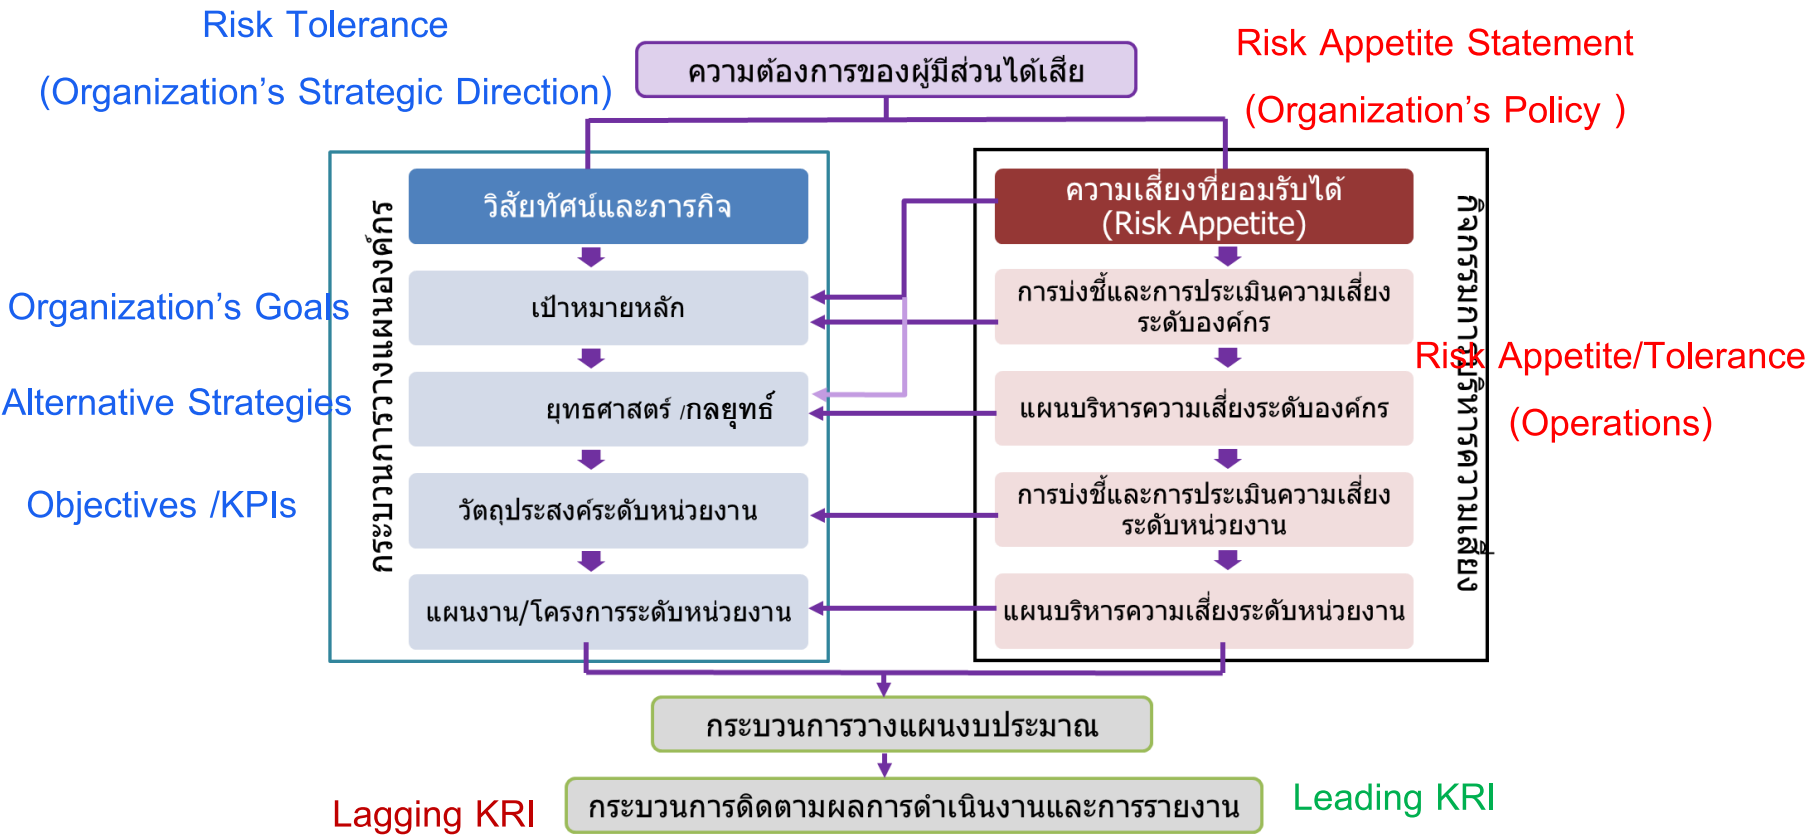 Risk Tolerance
(Organization's Strategic Direction)
ความต้องการของผู้มีส่วนได้เสีย
Risk Appetite Statement
(Organization's Policy )
กระบวนการวางแผนองค์กร
วิสัยทัศน์และภารกิจ
Organization's Goals
เป้าหมายหลัก
Alternative Strategies
ยุทธศาสตร์ /กลยุทธ์
Objectives /KPIs
วัตถุประสงค์ระดับหน่วยงาน
แผนงาน/โครงการระดับหน่วยงาน
ความเสี่ยงที่ยอมรับได้
(Risk Appetite)
การบ่งชี้และการประเมินความเสี่ยง
ระดับองค์กร
แผนบริหารความเสี่ยงระดับองค์กร
การบ่งชี้และการประเมินความเสี่ยง
ระดับหน่วยงาน
แผนบริหารความเสี่ยงระดับหน่วยงาน
กิจกรรมการบริหารความเสี่ยง
Risk Appetite/Tolerance
(Operations)
กระบวนการวางแผนงบประมาณ
กระบวนการติดตามผลการดำเนินงานและการรายงาน
Lagging KRI
Leading KRI